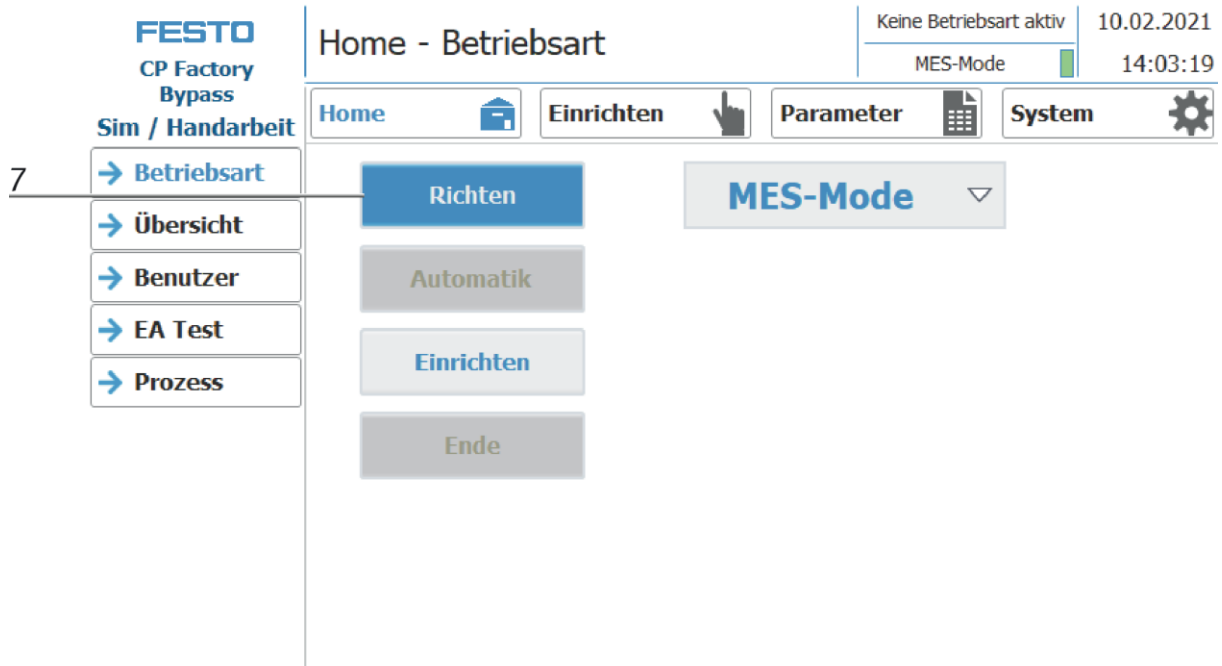 FESTO
CP Factory
Bypass
Sim / Handarbeit
Home - Betriebsart
Keine Betriebsart aktiv
MES-Mode
10.02.2021
14:03:19
Home
Einrichten
Parameter
System
7
Betriebsart
Übersicht
Benutzer
EA Test
Prozess
Richten
MES-Mode
Automatik
Einrichten
Ende